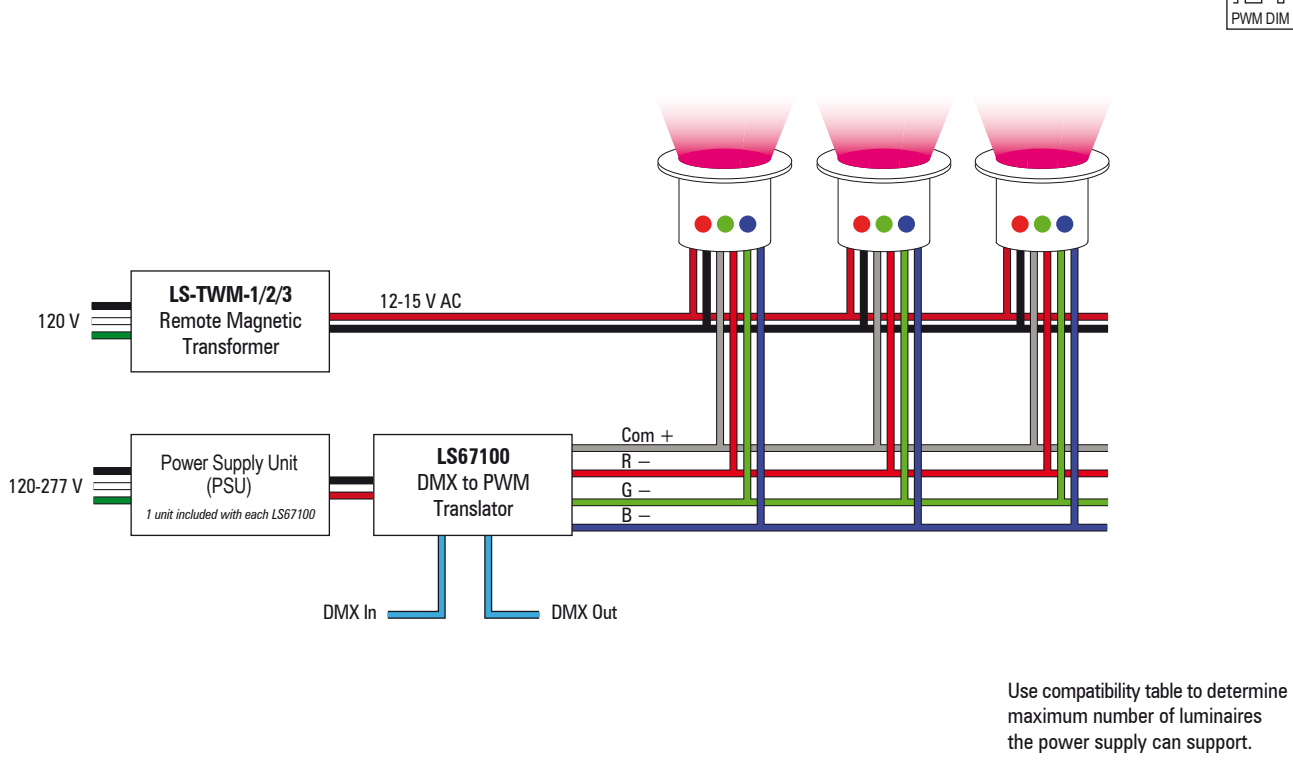 PWM DIM
LS-TWM-1/2/3
Remote Magnetic
Transformer
120 V
12-15 V AC
Power Supply Unit
(PSU)
1 unit included with each LS67100
120-277 V
LS67100
DMX to PWM
Translator
Com +
R −
G −
B −
DMX In
DMX Out
Use compatibility table to determine
maximum number of luminaires
the power supply can support.